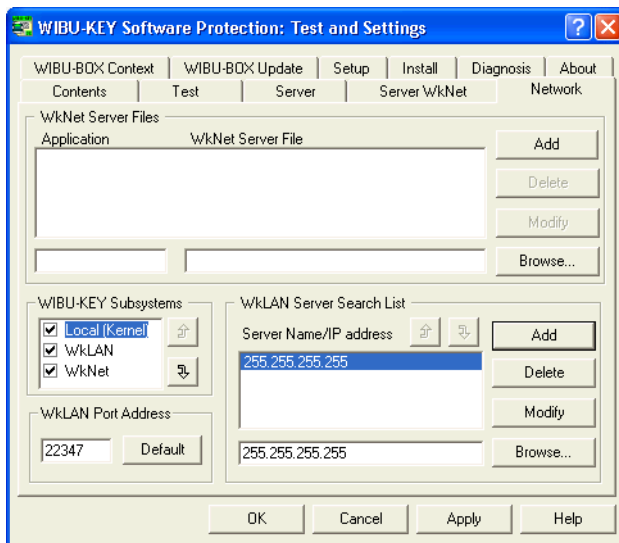 WIBU-KEY Software Protection: Test and Settings
WIBU-BOX Context WIBU-BOX Update Setup Install Diagnosis About
Contents Test Server Server WkNet Network
WkNet Server Files
Application WkNet Server File
Add
Delete
Modify
Browse...
WIBU-KEY Subsystems
Local (Kernel)
WkLAN
WkNet
WkLAN Port Address
22347 Default
WkLAN Server Search List
Server Name/IP address
255.255.255.255
255.255.255.255
Add
Delete
Modify
Browse...
OK Cancel Apply Help